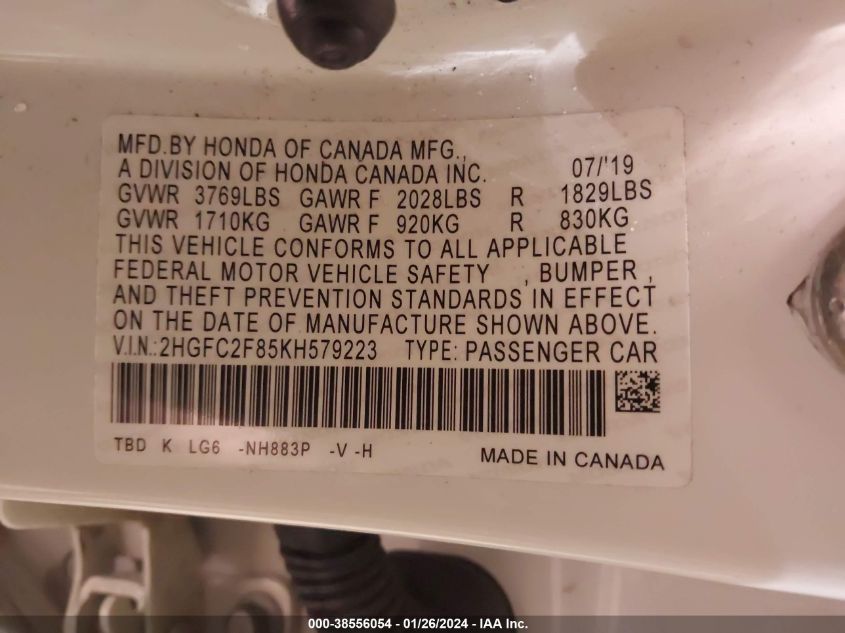 MFD.BY HONDA OF CANADA MFG.,
A DIVISION OF HONDA CANADA INC. 07/'19
GVWR 3769LBS GAWR F 2028LBS R 1829LBS
GVWR 1710KG GAWR F 920KG R 830KG
THIS VEHICLE CONFORMS TO ALL APPLICABLE
FEDERAL MOTOR VEHICLE SAFETY , BUMPER ,
AND THEFT PREVENTION STANDARDS IN EFFECT
ON THE DATE OF MANUFACTURE SHOWN ABOVE.
V.I.N.:2HGFC2F85KH579223 TYPE: PASSENGER CAR
TBD K LG6 -NH883P -V -H MADE IN CANADA
000-38556054 - 01/26/2024 - IAA Inc.